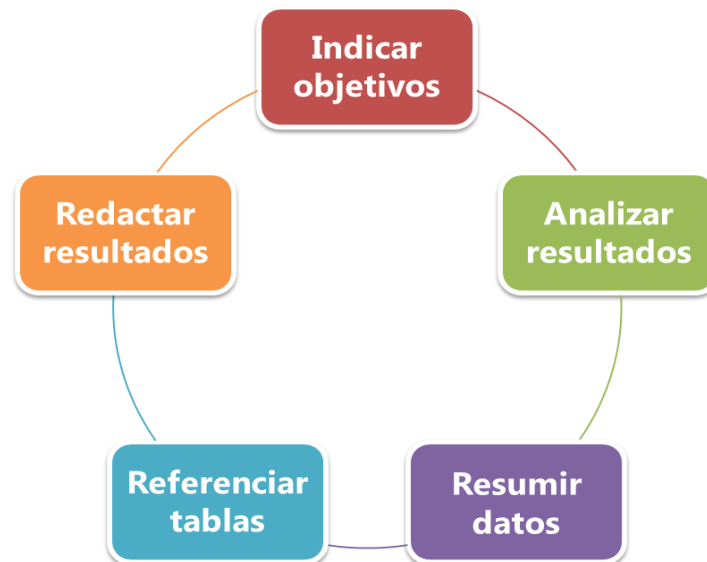 Indicar
objetivos
Analizar
resultados
Resumir
datos
Referenciar
tablas
Redactar
resultados